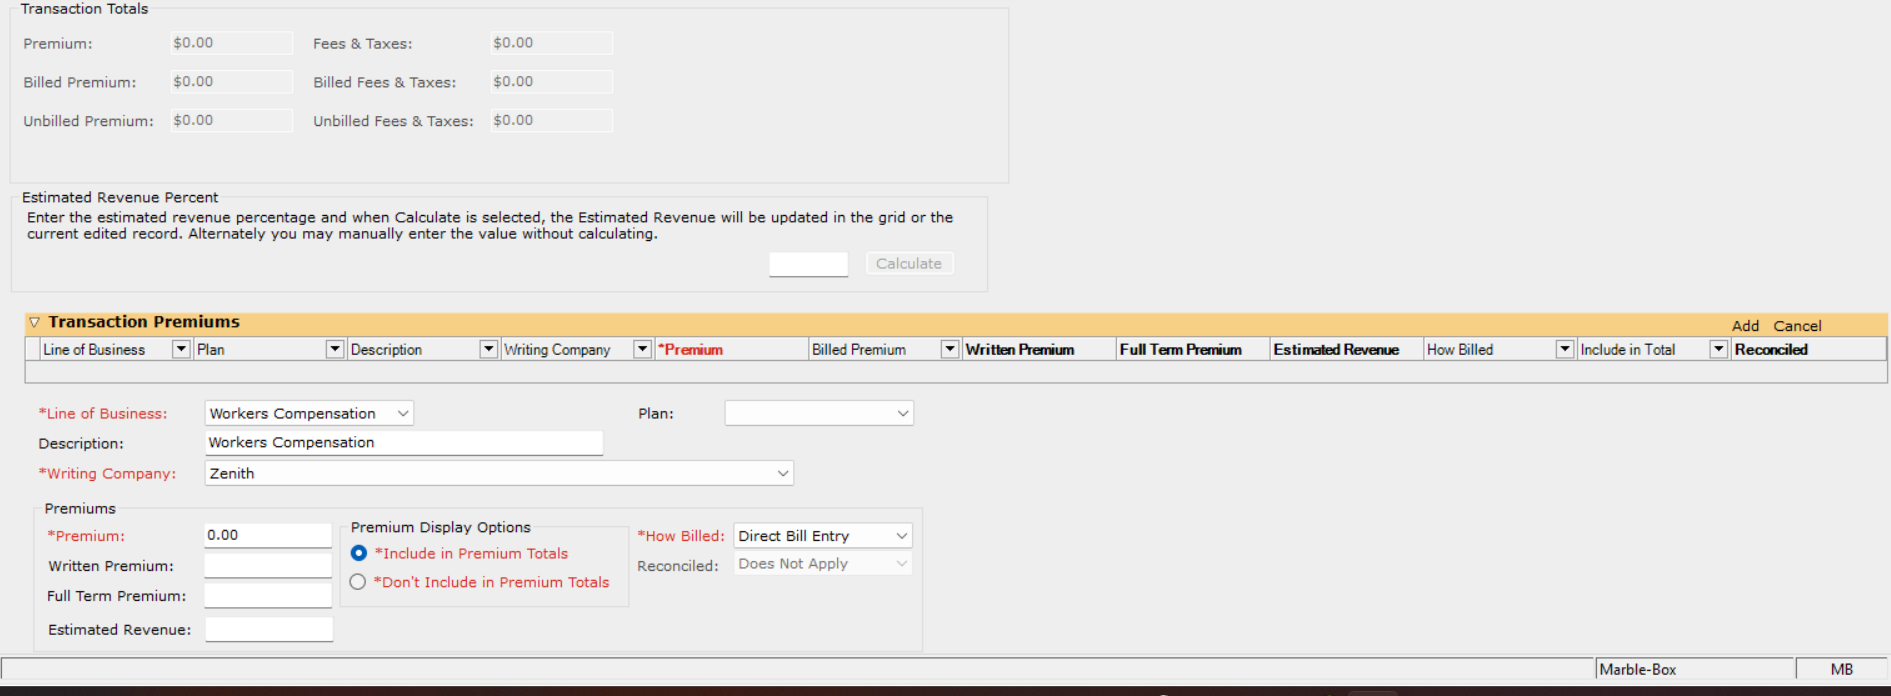 Transaction Totals
Premium: $0.00 Fees & Taxes: $0.00
Billed Premium: $0.00 Billed Fees & Taxes: $0.00
Unbilled Premium: $0.00 Unbilled Fees & Taxes: $0.00
Estimated Revenue Percent
Enter the estimated revenue percentage and when Calculate is selected, the Estimated Revenue will be updated in the grid or the
current edited record. Alternately you may manually enter the value without calculating.
Calculate
Transaction Premiums
Add Cancel
Line of Business Plan Description Writing Company *Premium Billed Premium Written Premium Full Term Premium Estimated Revenue How Billed Include in Total Reconciled
*Line of Business: Workers Compensation Plan:
Description: Workers Compensation
*Writing Company: Zenith
Premiums
*Premium: 0.00
Written Premium:
Full Term Premium:
Estimated Revenue:
Premium Display Options
*Include in Premium Totals
*Don't Include in Premium Totals
*How Billed: Direct Bill Entry
Reconciled: Does Not Apply
Marble-Box MB